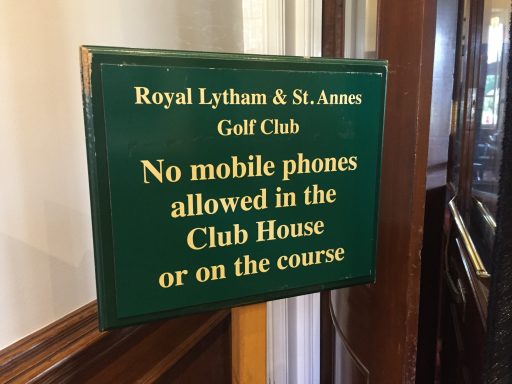 Royal Lytham & St. Annes
Golf Club
No mobile phones
allowed in the
Club House
or on the course